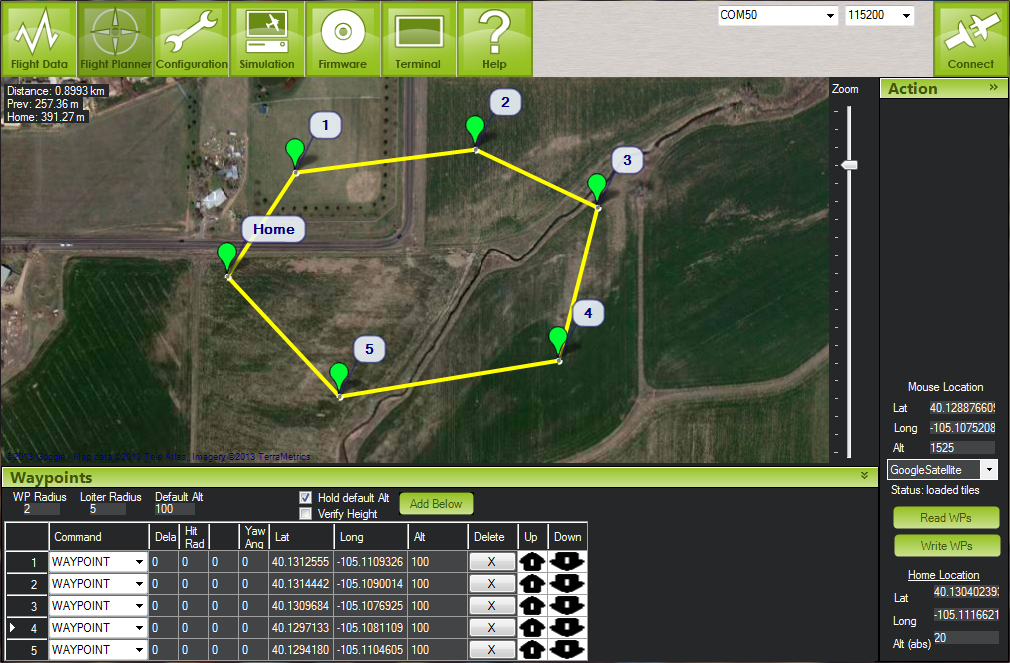 COM50 115200
Flight Data Flight Planner Configuration Simulation Firmware Terminal Help Connect
Distance: 0.8993 km
Prev: 257.36 m
Home: 391.27 m
Zoom
Action »
1
2
3
Home
4
5
Mouse Location
Lat 40.12887660
Long -105.1075208
Alt 1525
GoogleSatellite
Status: loaded tiles
Read WPs
Write WPs
Home Location
Lat 40.13040239
Long -105.1116621
Alt (abs) 20
©2013 Google - Map data ©2013 Tele Atlas, Imagery ©2013 TerraMetrics
Waypoints
WP Radius Loiter Radius Default Alt
2 5 100
Hold default Alt
Verify Height
Add Below
Command Dela Hit Rad Yaw Ang Lat Long Alt Delete Up Down
1 WAYPOINT 0 0 0 0 40.1312555 -105.1109326 100 X
2 WAYPOINT 0 0 0 0 40.1314442 -105.1090014 100 X
3 WAYPOINT 0 0 0 0 40.1309684 -105.1076925 100 X
4 WAYPOINT 0 0 0 0 40.1297133 -105.1081109 100 X
5 WAYPOINT 0 0 0 0 40.1294180 -105.1104605 100 X